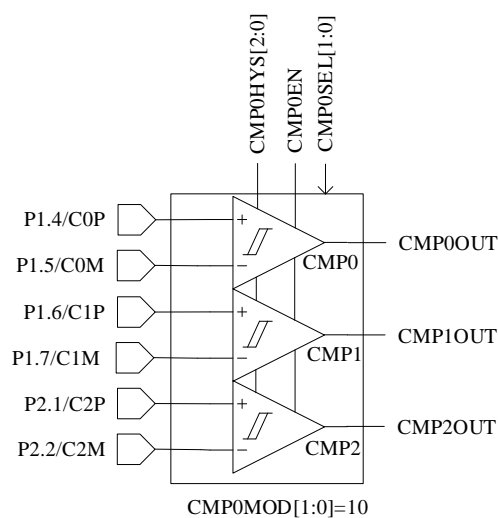 CMP0HYS[2:0]
CMP0EN
CMP0SEL[1:0]
P1.4/C0P
+
CMP0OUT
P1.5/C0M
−
CMP0
P1.6/C1P
+
CMP1OUT
P1.7/C1M
−
CMP1
P2.1/C2P
+
CMP2OUT
P2.2/C2M
−
CMP2
CMP0MOD[1:0]=10